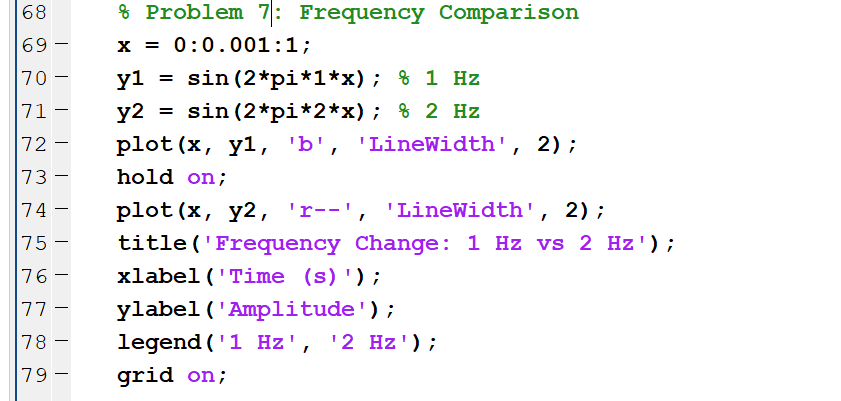 68 % Problem 7: Frequency Comparison
69 – x = 0:0.001:1;
70 – y1 = sin(2*pi*1*x); % 1 Hz
71 – y2 = sin(2*pi*2*x); % 2 Hz
72 – plot(x, y1, 'b', 'LineWidth', 2);
73 – hold on;
74 – plot(x, y2, 'r--', 'LineWidth', 2);
75 – title('Frequency Change: 1 Hz vs 2 Hz');
76 – xlabel('Time (s)');
77 – ylabel('Amplitude');
78 – legend('1 Hz', '2 Hz');
79 – grid on;